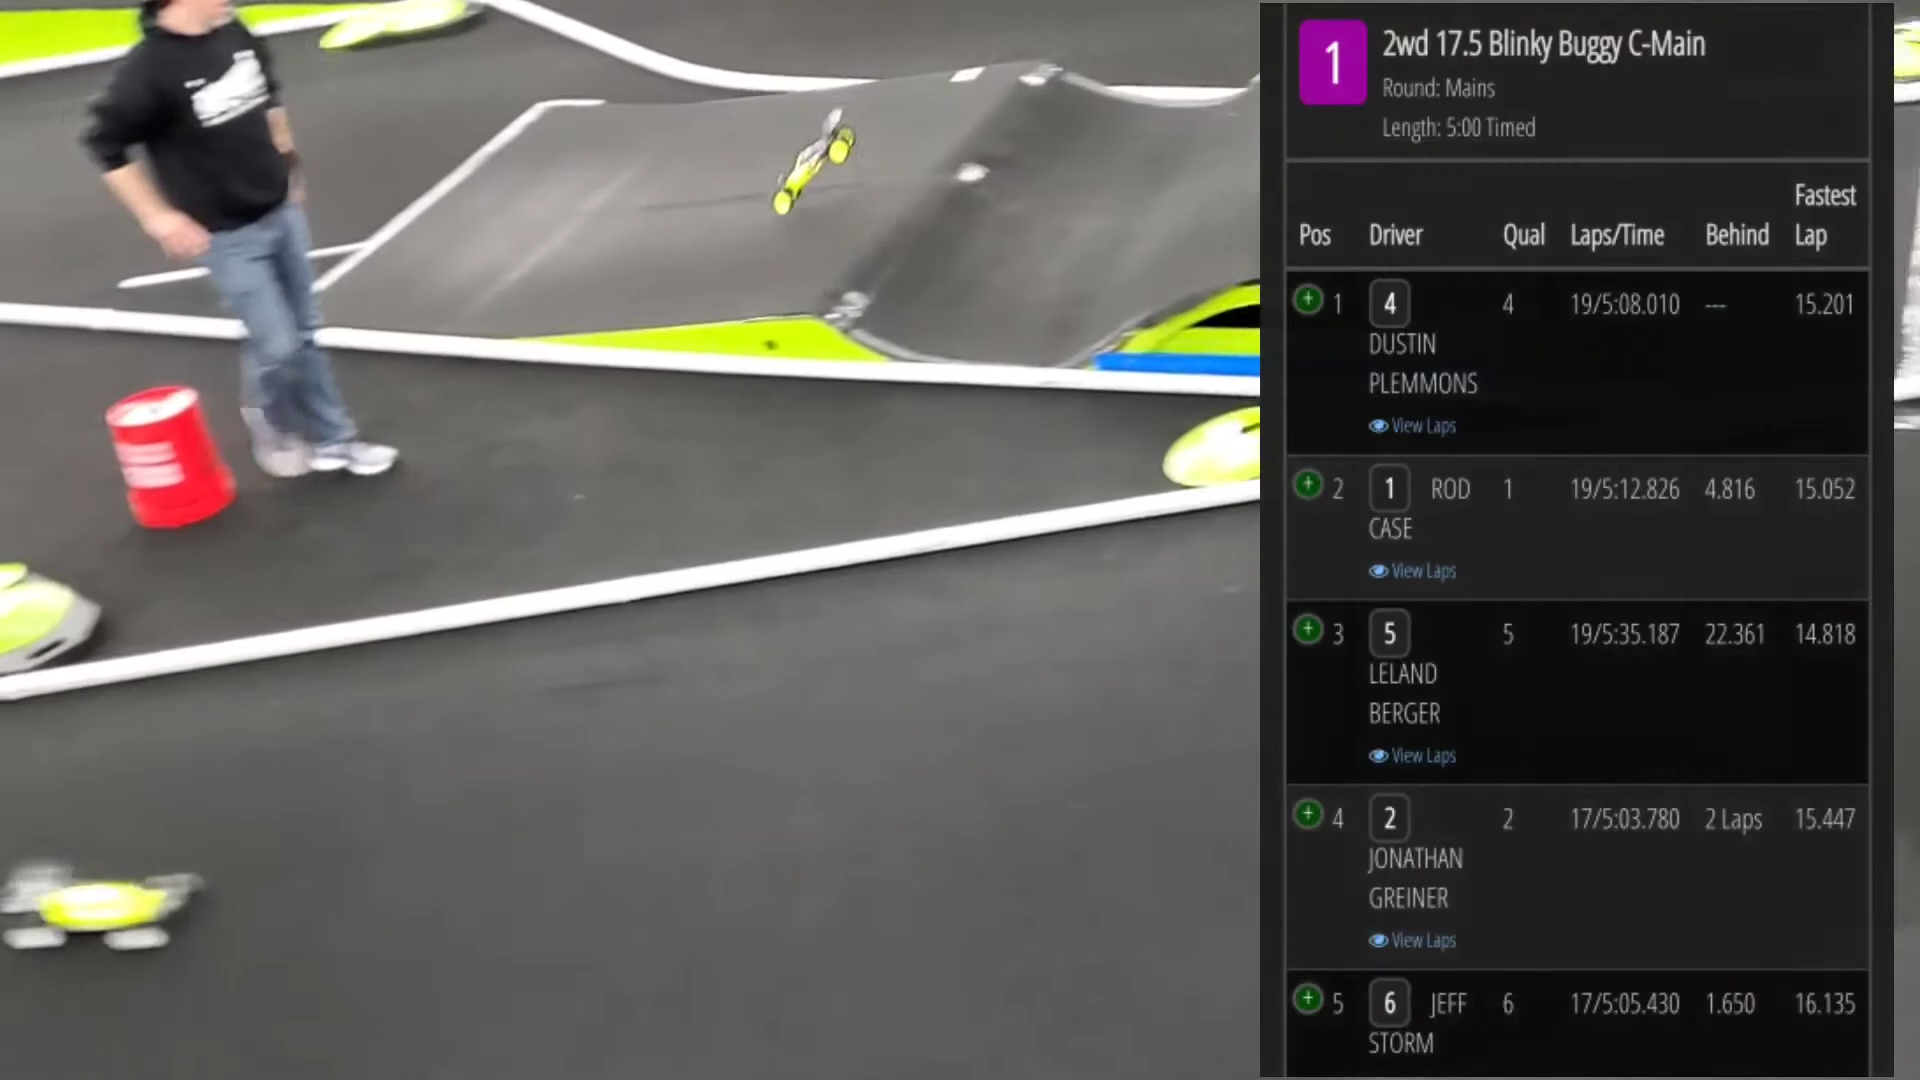 1
2wd 17.5 Blinky Buggy C-Main
Round: Mains
Length: 5:00 Timed
Pos Driver Qual Laps/Time Behind Fastest Lap
1 4 DUSTIN PLEMMONS 4 19/5:08.010 --- 15.201
View Laps
2 1 ROD CASE 1 19/5:12.826 4.816 15.052
View Laps
3 5 LELAND BERGER 5 19/5:35.187 22.361 14.818
View Laps
4 2 JONATHAN GREINER 2 17/5:03.780 2 Laps 15.447
View Laps
5 6 JEFF STORM 6 17/5:05.430 1.650 16.135